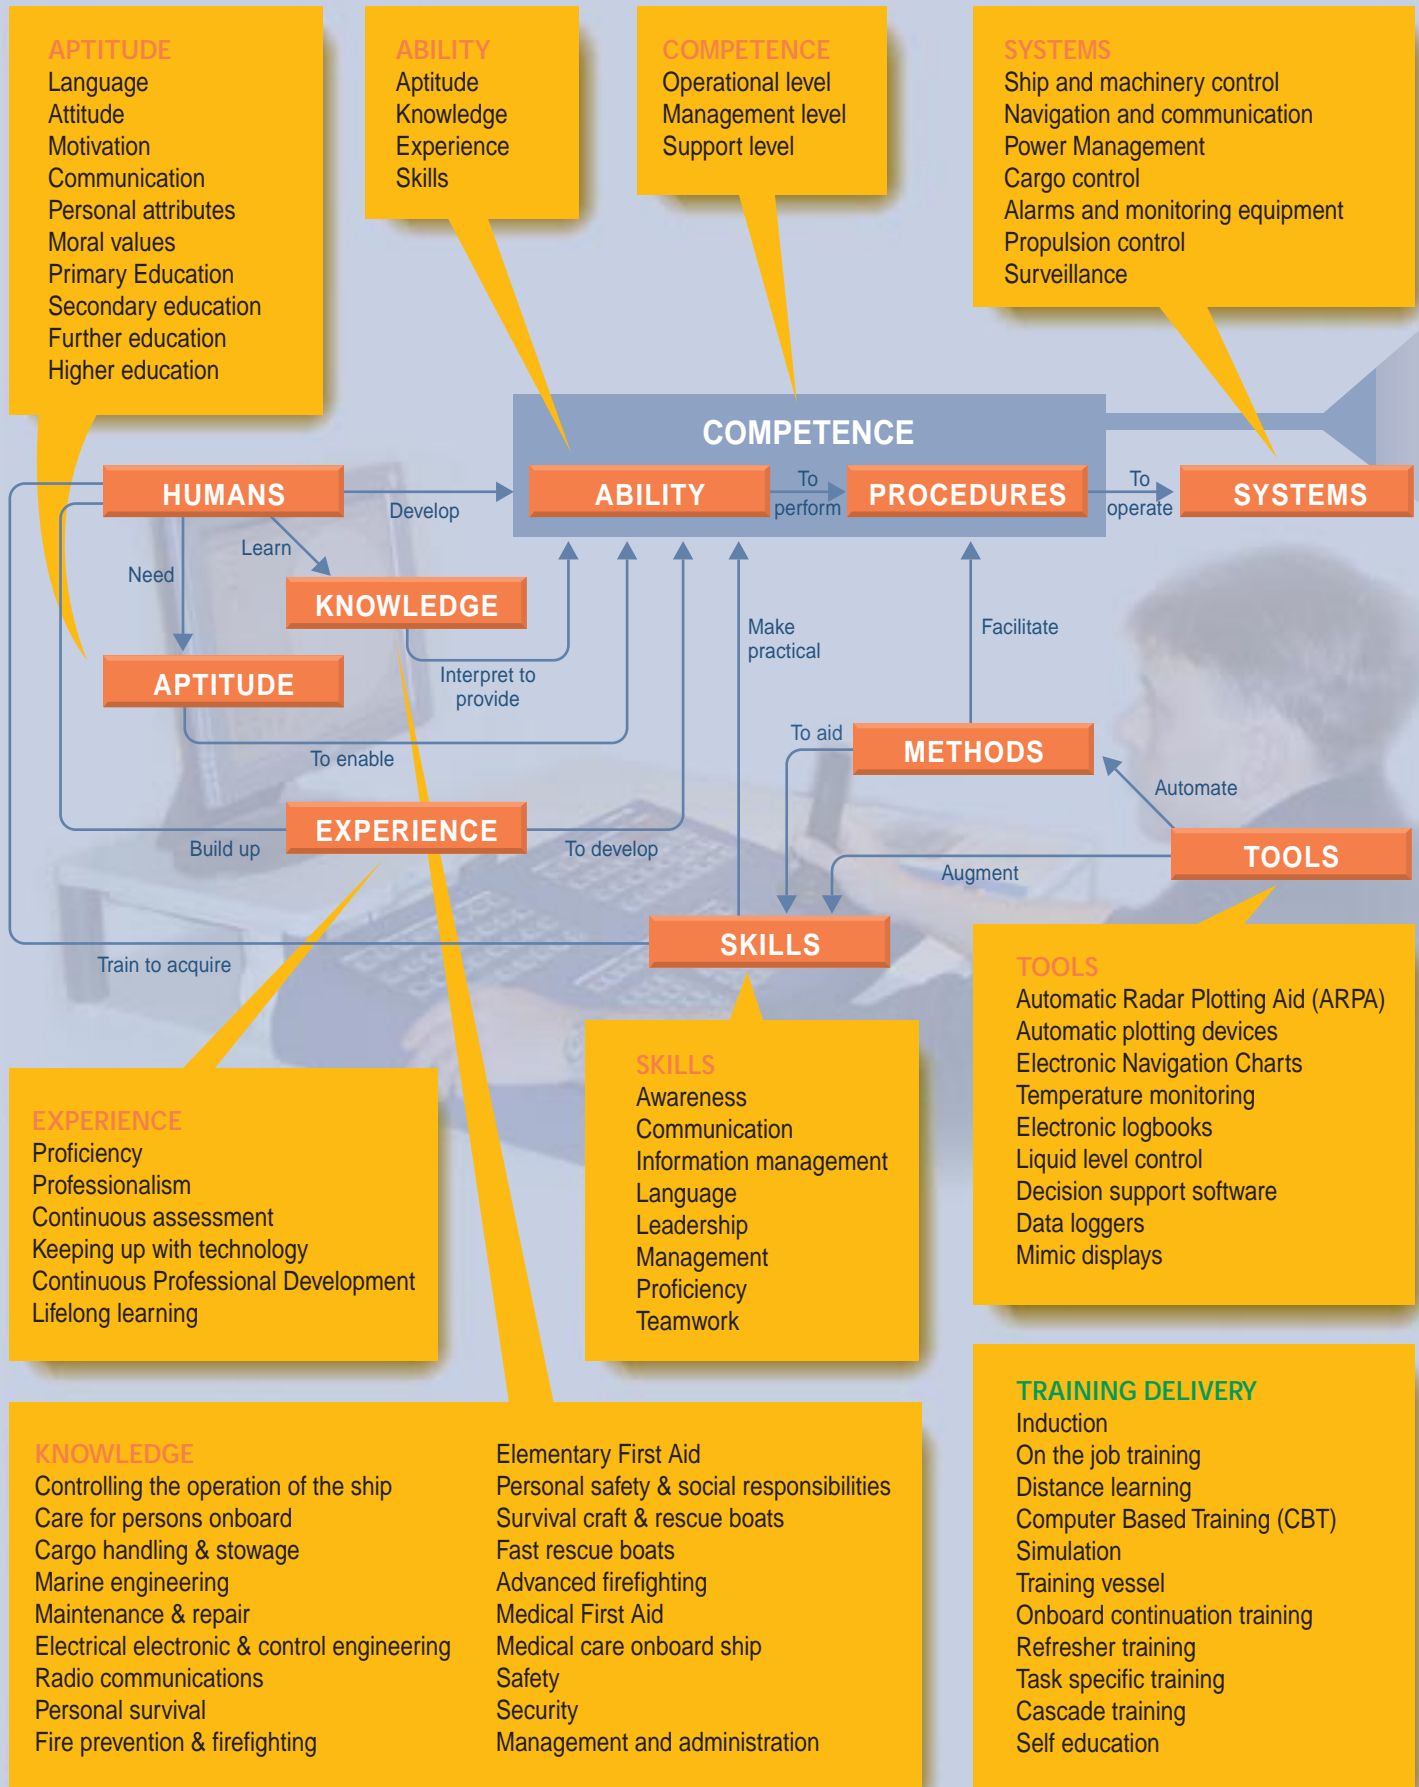 APTITUDE
Language
Attitude
Motivation
Communication
Personal attributes
Moral values
Primary Education
Secondary education
Further education
Higher education
ABILITY
Aptitude
Knowledge
Experience
Skills
COMPETENCE
Operational level
Management level
Support level
SYSTEMS
Ship and machinery control
Navigation and communication
Power Management
Cargo control
Alarms and monitoring equipment
Propulsion control
Surveillance
COMPETENCE
HUMANS
Develop
ABILITY
To
perform
PROCEDURES
To
operate
SYSTEMS
Learn
Need
KNOWLEDGE
Interpret to
provide
APTITUDE
To enable
Make
practical
Facilitate
To aid
METHODS
Automate
EXPERIENCE
Build up
To develop
TOOLS
Augment
SKILLS
Train to acquire
EXPERIENCE
Proficiency
Professionalism
Continuous assessment
Keeping up with technology
Continuous Professional Development
Lifelong learning
SKILLS
Awareness
Communication
Information management
Language
Leadership
Management
Proficiency
Teamwork
TOOLS
Automatic Radar Plotting Aid (ARPA)
Automatic plotting devices
Electronic Navigation Charts
Temperature monitoring
Electronic logbooks
Liquid level control
Decision support software
Data loggers
Mimic displays
KNOWLEDGE
Controlling the operation of the ship
Care for persons onboard
Cargo handling & stowage
Marine engineering
Maintenance & repair
Electrical electronic & control engineering
Radio communications
Personal survival
Fire prevention & firefighting
Elementary First Aid
Personal safety & social responsibilities
Survival craft & rescue boats
Fast rescue boats
Advanced firefighting
Medical First Aid
Medical care onboard ship
Safety
Security
Management and administration
TRAINING DELIVERY
Induction
On the job training
Distance learning
Computer Based Training (CBT)
Simulation
Training vessel
Onboard continuation training
Refresher training
Task specific training
Cascade training
Self education